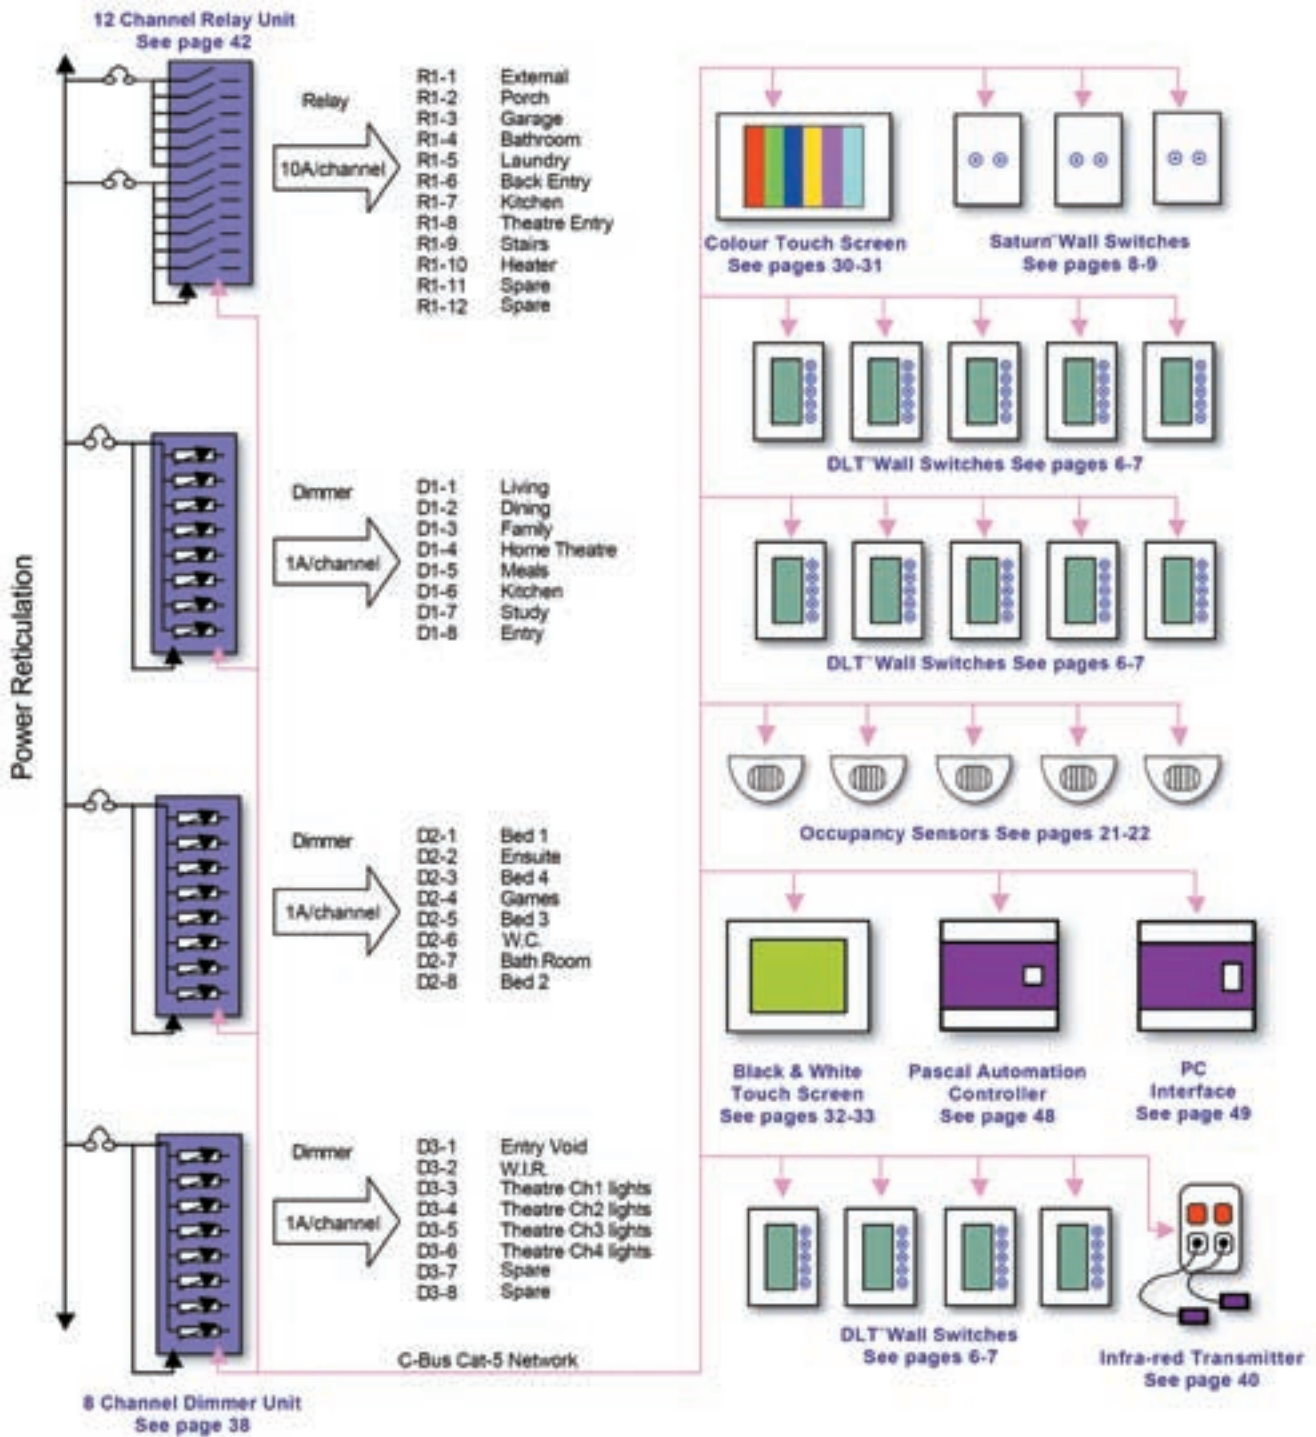 12 Channel Relay Unit
See page 42
Power Reticulation
Relay
10A/channel
R1-1 External
R1-2 Porch
R1-3 Garage
R1-4 Bathroom
R1-5 Laundry
R1-6 Back Entry
R1-7 Kitchen
R1-8 Theatre Entry
R1-9 Stairs
R1-10 Heater
R1-11 Spare
R1-12 Spare
Dimmer
1A/channel
D1-1 Living
D1-2 Dining
D1-3 Family
D1-4 Home Theatre
D1-5 Meals
D1-6 Kitchen
D1-7 Study
D1-8 Entry
Dimmer
1A/channel
D2-1 Bed 1
D2-2 Ensuite
D2-3 Bed 4
D2-4 Games
D2-5 Bed 3
D2-6 W.C.
D2-7 Bath Room
D2-8 Bed 2
Dimmer
1A/channel
D3-1 Entry Void
D3-2 W.I.R.
D3-3 Theatre Ch1 lights
D3-4 Theatre Ch2 lights
D3-5 Theatre Ch3 lights
D3-6 Theatre Ch4 lights
D3-7 Spare
D3-8 Spare
8 Channel Dimmer Unit
See page 38
C-Bus Cat-5 Network
Colour Touch Screen
See pages 30-31
Saturn™ Wall Switches
See pages 8-9
DLT™ Wall Switches See pages 6-7
DLT™ Wall Switches See pages 6-7
Occupancy Sensors See pages 21-22
Black & White
Touch Screen
See pages 32-33
Pascal Automation
Controller
See page 48
PC
Interface
See page 49
DLT™ Wall Switches
See pages 6-7
Infra-red Transmitter
See page 40